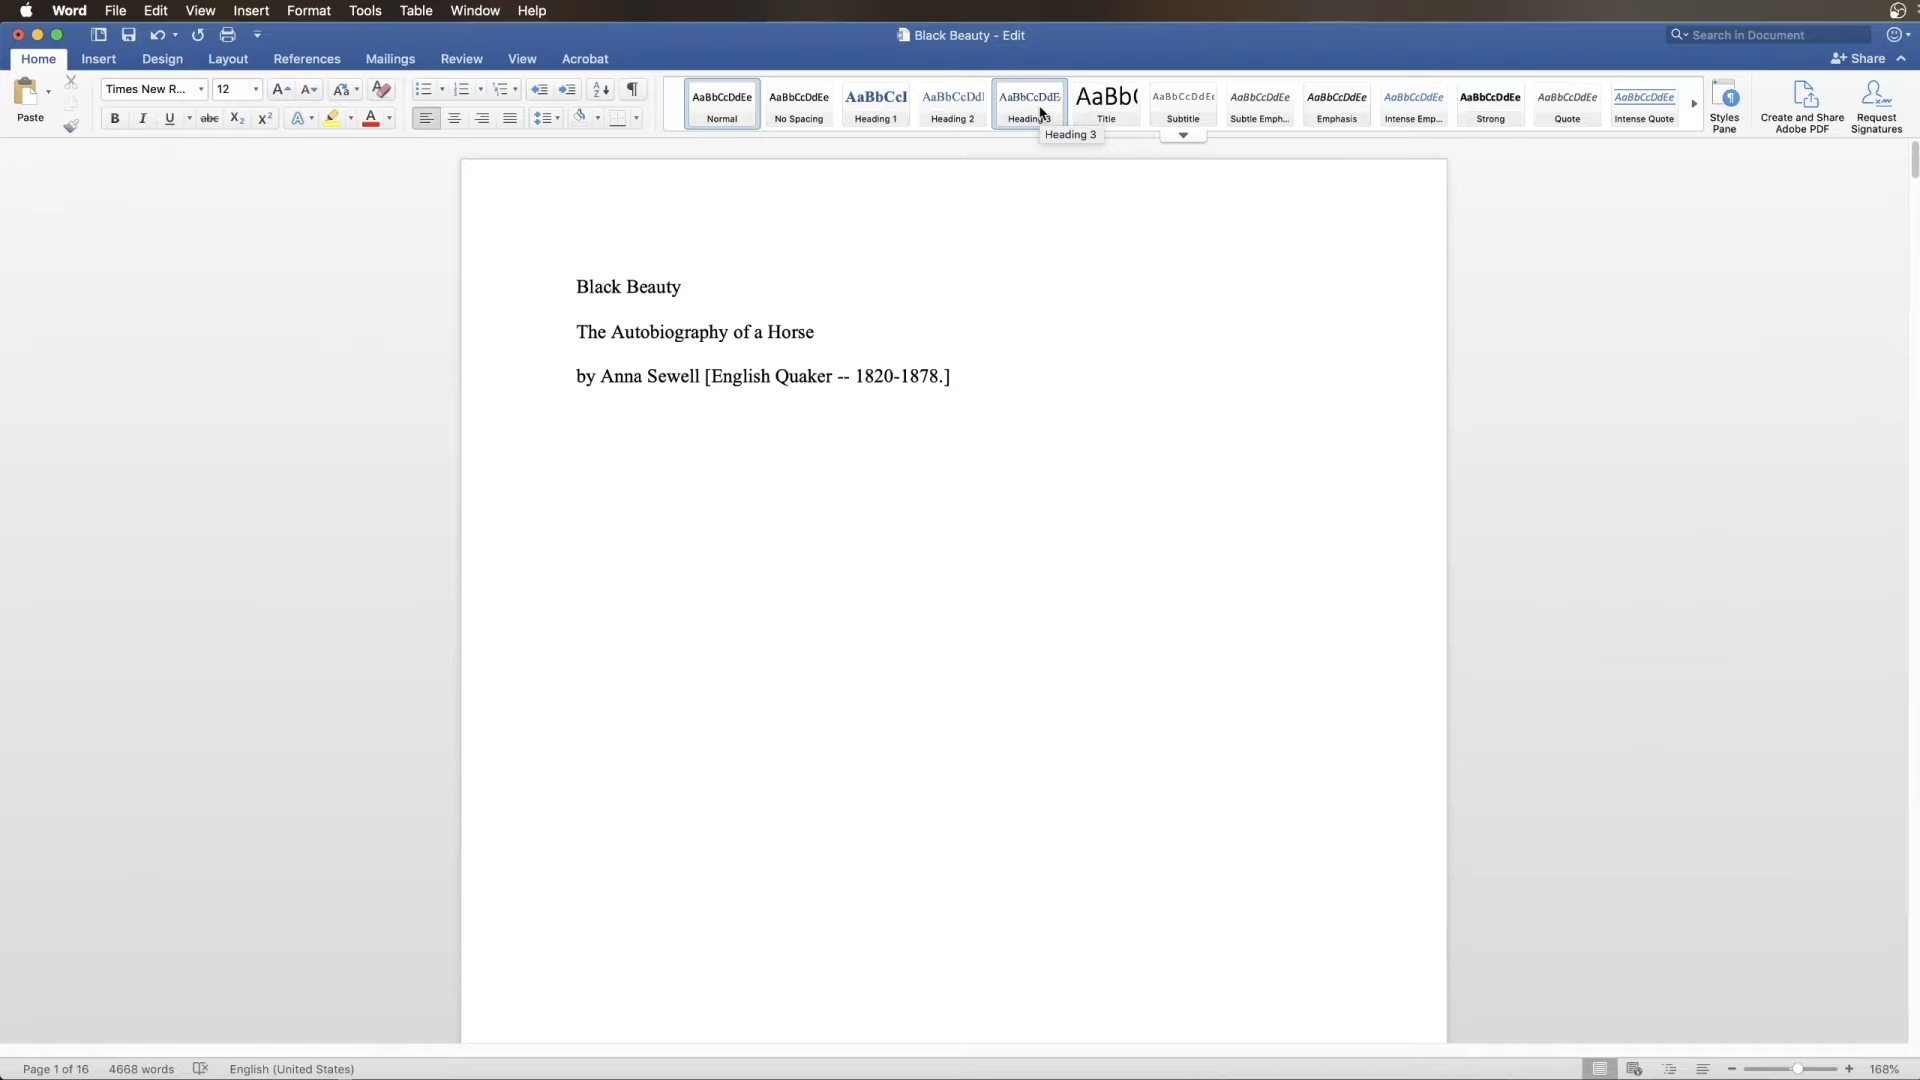 Word File Edit View Insert Format Tools Table Window Help
Black Beauty - Edit
Search in Document
Home Insert Design Layout References Mailings Review View Acrobat
Share
Paste
Times New R... 12
B I U abc X2 X2 A A
AaBbCcDdEe AaBbCcDdEe AaBbCcI AaBbCcDdI AaBbCcDdE AaBb( AaBbCcDdEe AaBbCcDdEe AaBbCcDdEe AaBbCcDdEe AaBbCcDdEe AaBbCcDdEe AaBbCcDdEe
Normal No Spacing Heading 1 Heading 2 Heading 3 Title Subtitle Subtle Emph... Emphasis Intense Emp... Strong Quote Intense Quote
Styles
Pane
Create and Share
Adobe PDF
Request
Signatures
Heading 3
Black Beauty
The Autobiography of a Horse
by Anna Sewell [English Quaker -- 1820-1878.]
Page 1 of 16 4668 words English (United States) 168%